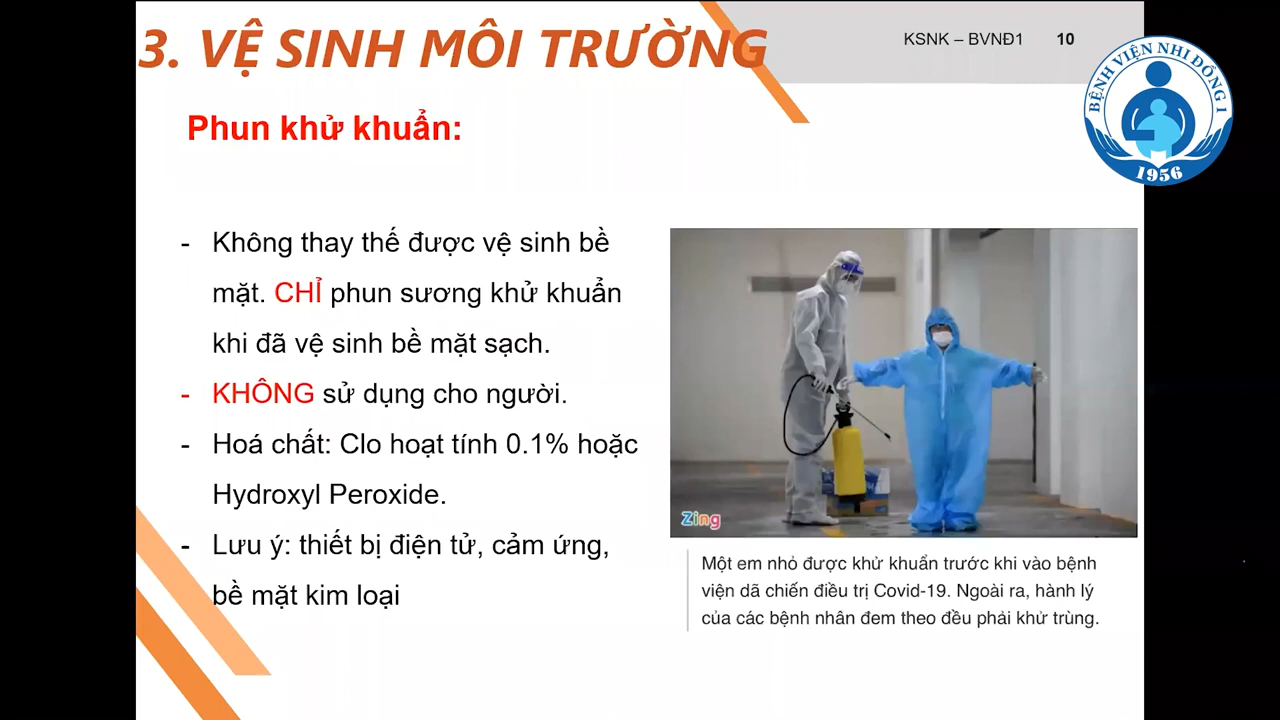 3. VỆ SINH MÔI TRƯỜNG
KSNK – BVNĐ1 10
BỆNH VIỆN NHI ĐỒNG 1
1956
Phun khử khuẩn:
- Không thay thế được vệ sinh bề
mặt. CHỈ phun sương khử khuẩn
khi đã vệ sinh bề mặt sạch.
- KHÔNG sử dụng cho người.
- Hoá chất: Clo hoạt tính 0.1% hoặc
Hydroxyl Peroxide.
- Lưu ý: thiết bị điện tử, cảm ứng,
bề mặt kim loại
Zing
Một em nhỏ được khử khuẩn trước khi vào bệnh
viện dã chiến điều trị Covid-19. Ngoài ra, hành lý
của các bệnh nhân đem theo đều phải khử trùng.